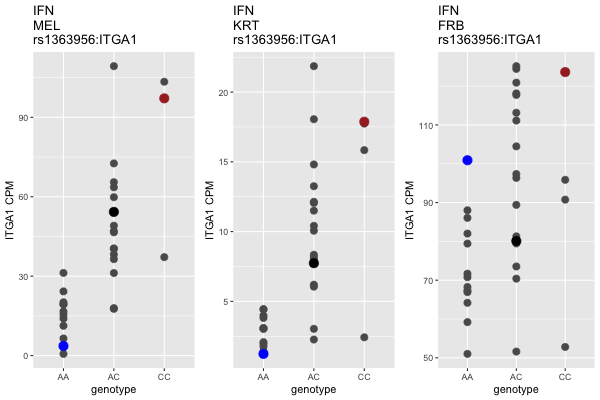 IFN
MEL
rs1363956:ITGA1
ITGA1 CPM
90
60
30
0
AA
AC
CC
genotype
IFN
KRT
rs1363956:ITGA1
ITGA1 CPM
20
15
10
5
AA
AC
CC
genotype
IFN
FRB
rs1363956:ITGA1
ITGA1 CPM
110
70
50
AA
AC
CC
genotype